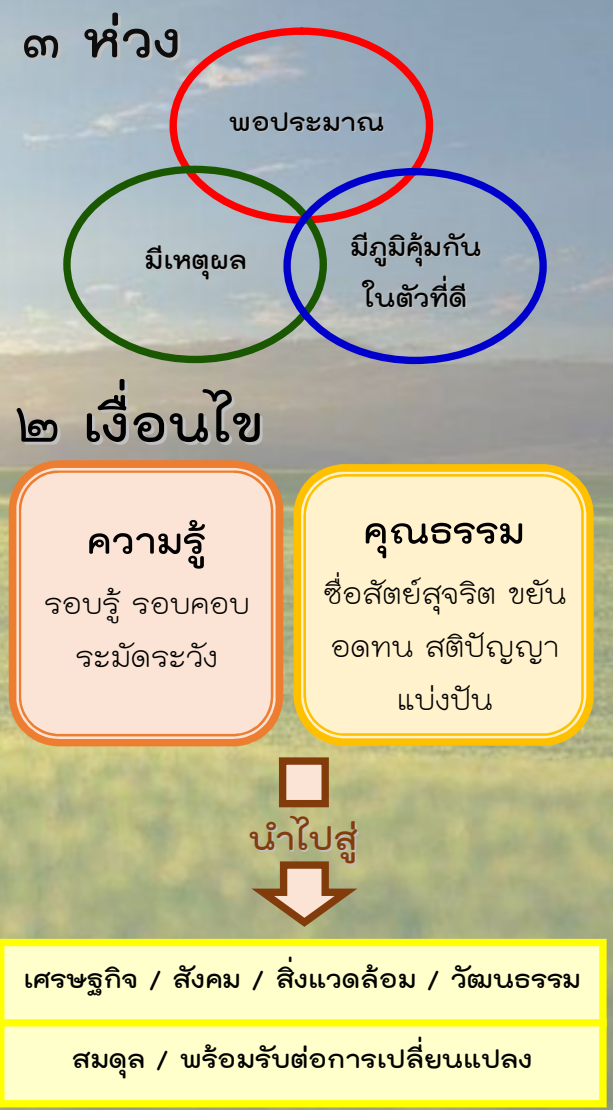 ๓ ห่วง
พอประมาณ
มีเหตุผล
มีภูมิคุ้มกัน
ในตัวที่ดี
๒ เงื่อนไข
ความรู้
รอบรู้ รอบคอบ
ระมัดระวัง
คุณธรรม
ซื่อสัตย์สุจริต ขยัน
อดทน สติปัญญา
แบ่งปัน
นำไปสู่
เศรษฐกิจ / สังคม / สิ่งแวดล้อม / วัฒนธรรม
สมดุล / พร้อมรับต่อการเปลี่ยนแปลง